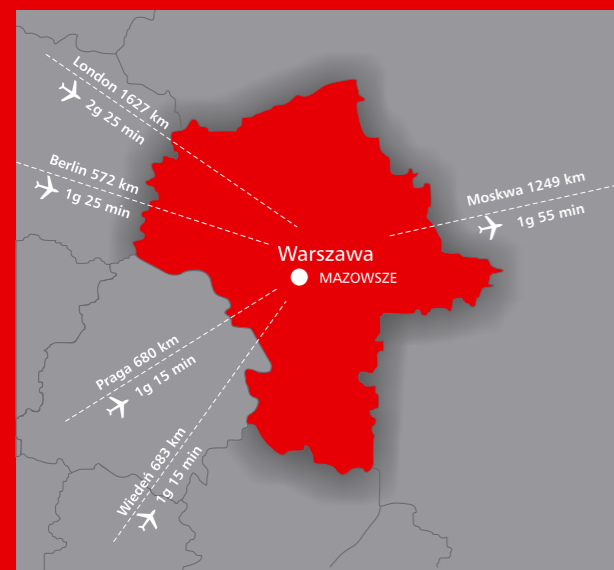 London 1627 km
2g 25 min
Berlin 572 km
1g 25 min
Moskwa 1249 km
1g 55 min
Warszawa
MAZOWSZE
Praga 680 km
1g 15 min
Wiedeń 683 km
1g 15 min